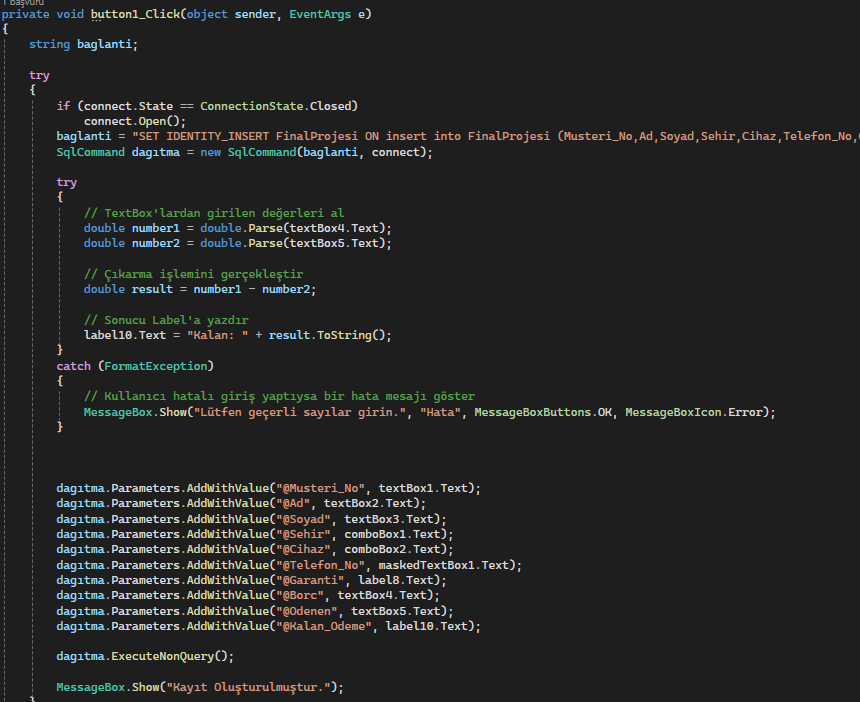 1 başvuru
private void button1_Click(object sender, EventArgs e)
{
string baglanti;
try
{
if (connect.State == ConnectionState.Closed)
connect.Open();
baglanti = "SET IDENTITY_INSERT FinalProjesi ON insert into FinalProjesi (Musteri_No,Ad,Soyad,Sehir,Cihaz,Telefon_No,
SqlCommand dagıtma = new SqlCommand(baglanti, connect);
try
{
// TextBox'lardan girilen değerleri al
double number1 = double.Parse(textBox4.Text);
double number2 = double.Parse(textBox5.Text);
// Çıkarma işlemini gerçekleştir
double result = number1 - number2;
// Sonucu Label'a yazdır
label10.Text = "Kalan: " + result.ToString();
}
catch (FormatException)
{
// Kullanıcı hatalı giriş yaptıysa bir hata mesajı göster
MessageBox.Show("Lütfen geçerli sayılar girin.", "Hata", MessageBoxButtons.OK, MessageBoxIcon.Error);
}
dagıtma.Parameters.AddWithValue("@Musteri_No", textBox1.Text);
dagıtma.Parameters.AddWithValue("@Ad", textBox2.Text);
dagıtma.Parameters.AddWithValue("@Soyad", textBox3.Text);
dagıtma.Parameters.AddWithValue("@Sehir", comboBox1.Text);
dagıtma.Parameters.AddWithValue("@Cihaz", comboBox2.Text);
dagıtma.Parameters.AddWithValue("@Telefon_No", maskedTextBox1.Text);
dagıtma.Parameters.AddWithValue("@Garanti", label8.Text);
dagıtma.Parameters.AddWithValue("@Borc", textBox4.Text);
dagıtma.Parameters.AddWithValue("@Odenen", textBox5.Text);
dagıtma.Parameters.AddWithValue("@Kalan_Odeme", label10.Text);
dagıtma.ExecuteNonQuery();
MessageBox.Show("Kayıt Oluşturulmuştur.");
}